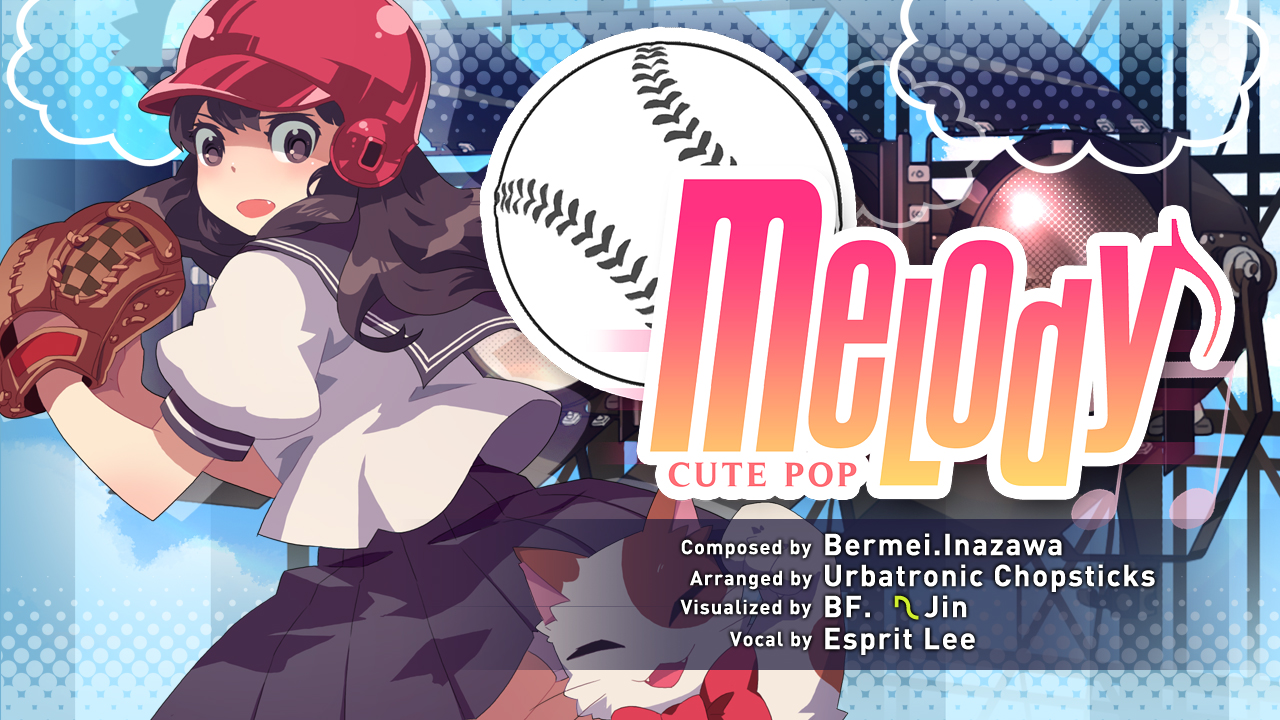 MeLody
CUTE POP
Composed by Bermei.Inazawa
Arranged by Urbatronic Chopsticks
Visualized by BF. Jin
Vocal by Esprit Lee